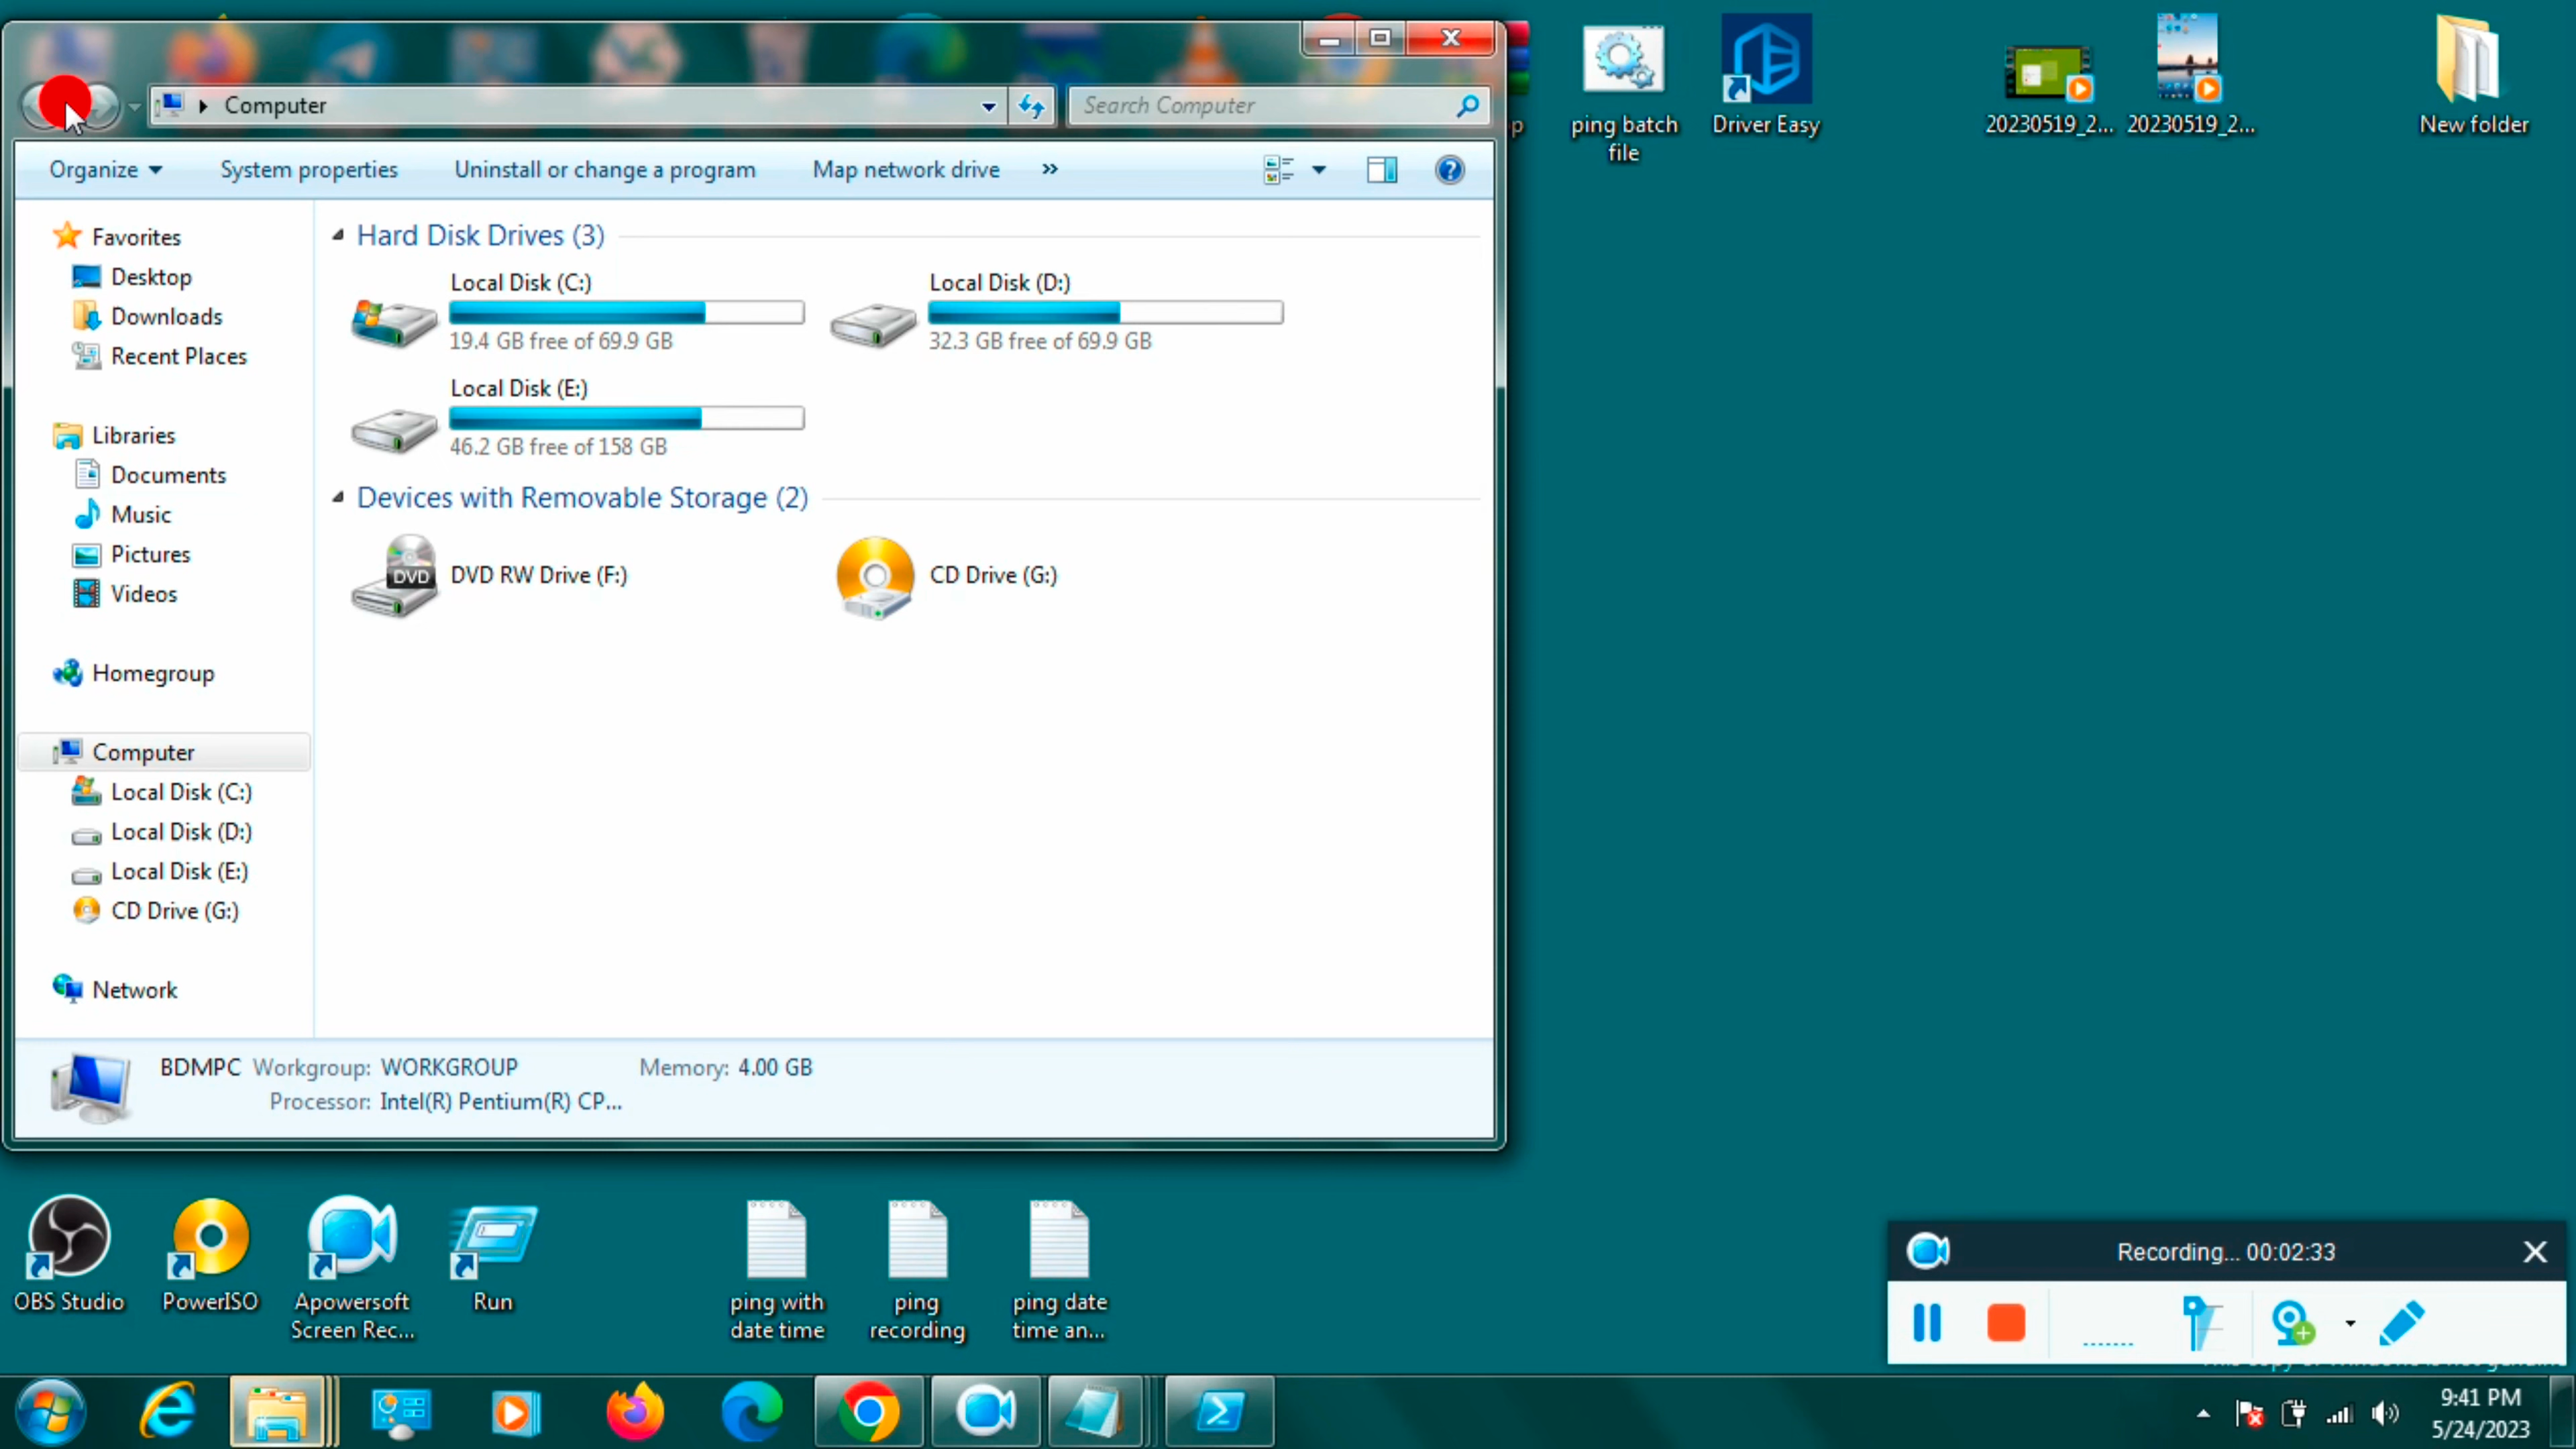 Computer
Search Computer
Organize
System properties
Uninstall or change a program
Map network drive
»
Favorites
Desktop
Downloads
Recent Places
Libraries
Documents
Music
Pictures
Videos
Homegroup
Computer
Local Disk (C:)
Local Disk (D:)
Local Disk (E:)
CD Drive (G:)
Network
Hard Disk Drives (3)
Local Disk (C:)
19.4 GB free of 69.9 GB
Local Disk (D:)
32.3 GB free of 69.9 GB
Local Disk (E:)
46.2 GB free of 158 GB
Devices with Removable Storage (2)
DVD
DVD RW Drive (F:)
CD Drive (G:)
BDMPC Workgroup: WORKGROUP Memory: 4.00 GB
Processor: Intel(R) Pentium(R) CP...
ping batch
file
Driver Easy
20230519_2...
20230519_2...
New folder
OBS Studio
PowerISO
Apowersoft
Screen Rec...
Run
ping with
date time
ping
recording
ping date
time an...
Recording... 00:02:33
9:41 PM
5/24/2023